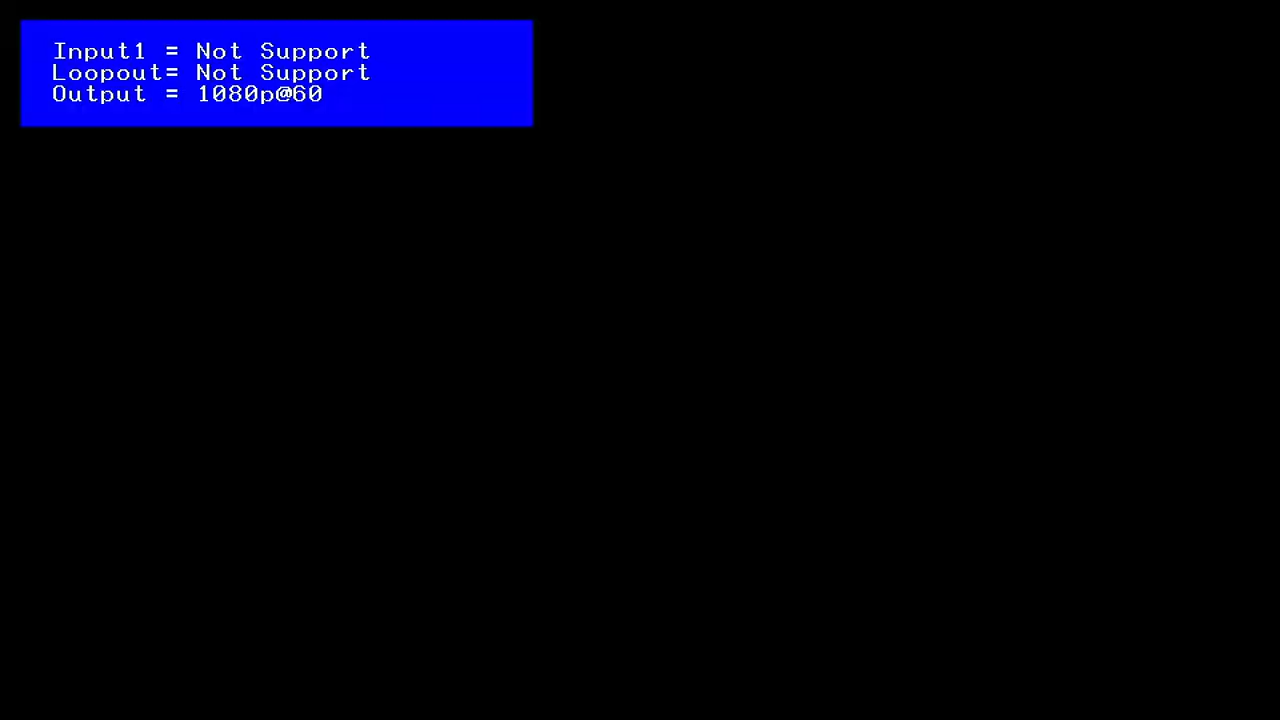 Input1 = Not Support
Loopout= Not Support
Output = 1080p@60